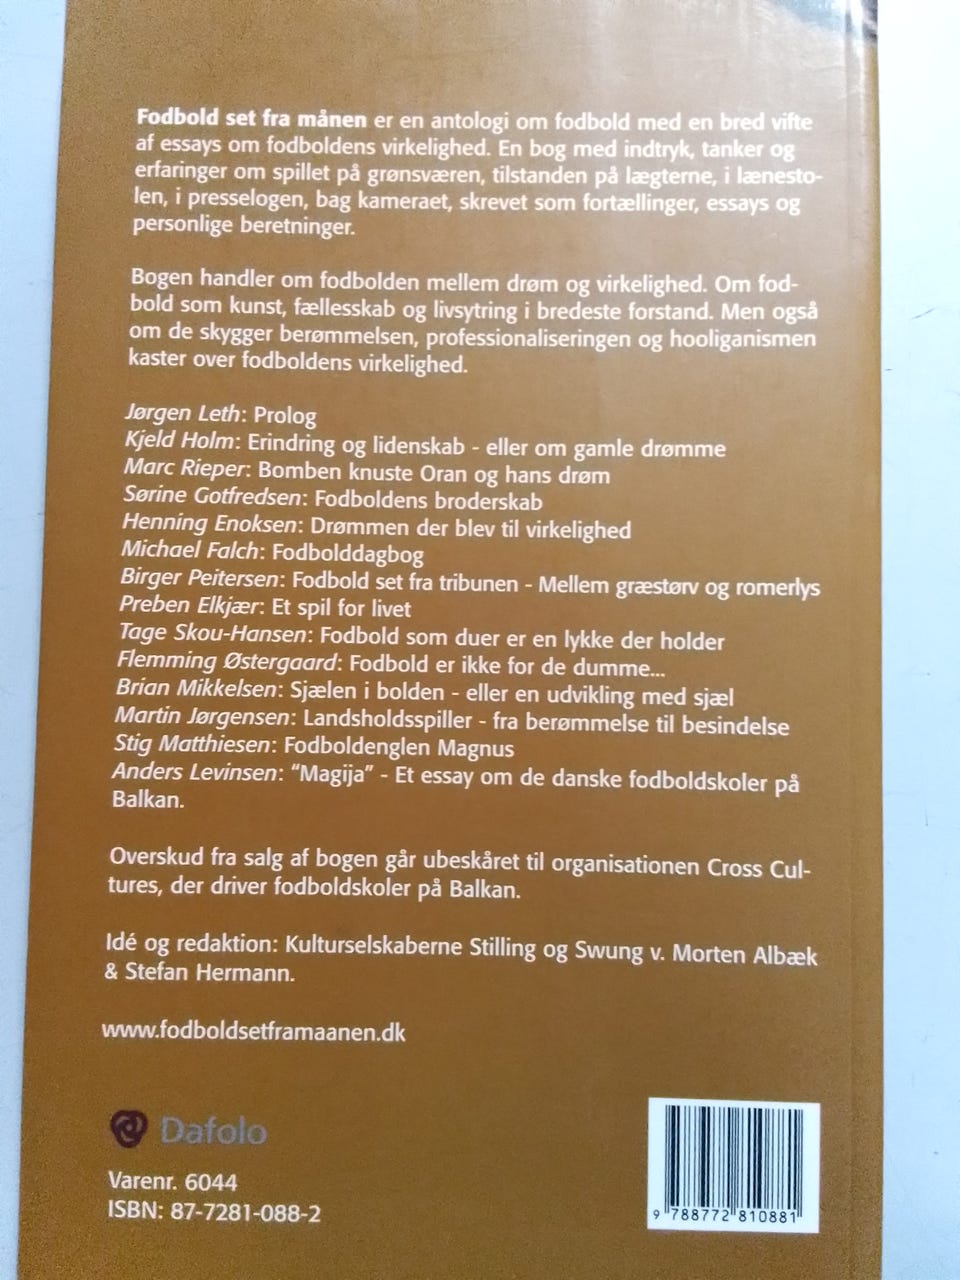 Fodbold set fra månen er en antologi om fodbold med en bred vifte
af essays om fodboldens virkelighed. En bog med indtryk, tanker og
erfaringer om spillet på grønsværen, tilstanden på lægterne, i lænesto-
len, i presselogen, bag kameraet, skrevet som fortællinger, essays og
personlige beretninger.
Bogen handler om fodbolden mellem drøm og virkelighed. Om fod-
bold som kunst, fællesskab og livsytring i bredeste forstand. Men også
om de skygger berømmelsen, professionaliseringen og hooliganismen
kaster over fodboldens virkelighed.
Jørgen Leth: Prolog
Kjeld Holm: Erindring og lidenskab - eller om gamle drømme
Marc Rieper: Bomben knuste Oran og hans drøm
Sørine Gotfredsen: Fodboldens broderskab
Henning Enoksen: Drømmen der blev til virkelighed
Michael Falch: Fodbolddagbog
Birger Peitersen: Fodbold set fra tribunen - Mellem græstørv og romerlys
Preben Elkjær: Et spil for livet
Tage Skou-Hansen: Fodbold som duer er en lykke der holder
Flemming Østergaard: Fodbold er ikke for de dumme...
Brian Mikkelsen: Sjælen i bolden - eller en udvikling med sjæl
Martin Jørgensen: Landsholdsspiller - fra berømmelse til besindelse
Stig Matthiesen: Fodboldenglen Magnus
Anders Levinsen: “Magija” - Et essay om de danske fodboldskoler på
Balkan.
Overskud fra salg af bogen går ubeskåret til organisationen Cross Cul-
tures, der driver fodboldskoler på Balkan.
Idé og redaktion: Kulturselskaberne Stilling og Swung v. Morten Albæk
& Stefan Hermann.
www.fodboldsetframaanen.dk
Dafolo
Varenr. 6044
ISBN: 87-7281-088-2
9 788772 810881